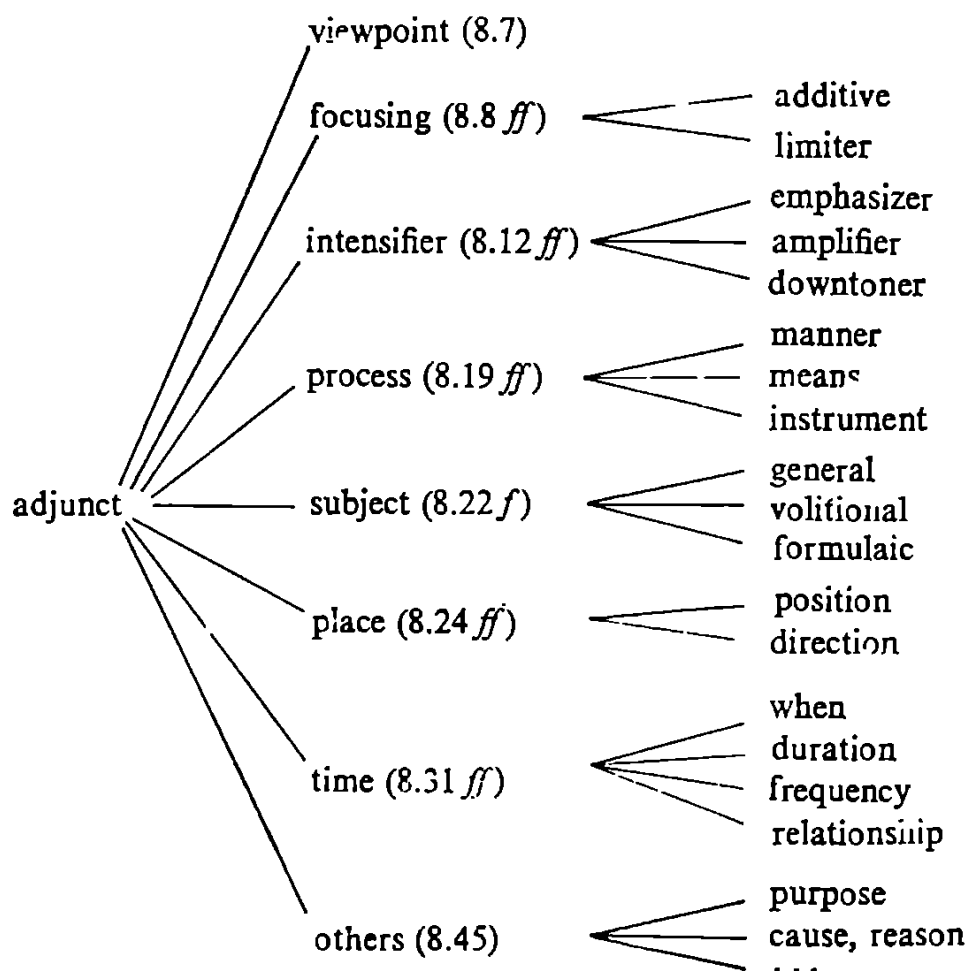 viewpoint (8.7)
focusing (8.8 ff)
additive
limiter
intensifier (8.12 ff)
emphasizer
amplifier
downtoner
process (8.19 ff)
manner
means
instrument
adjunct
subject (8.22 f)
general
volitional
formulaic
place (8.24 ff)
position
direction
time (8.31 ff)
when
duration
frequency
relationship
others (8.45)
purpose
cause, reason